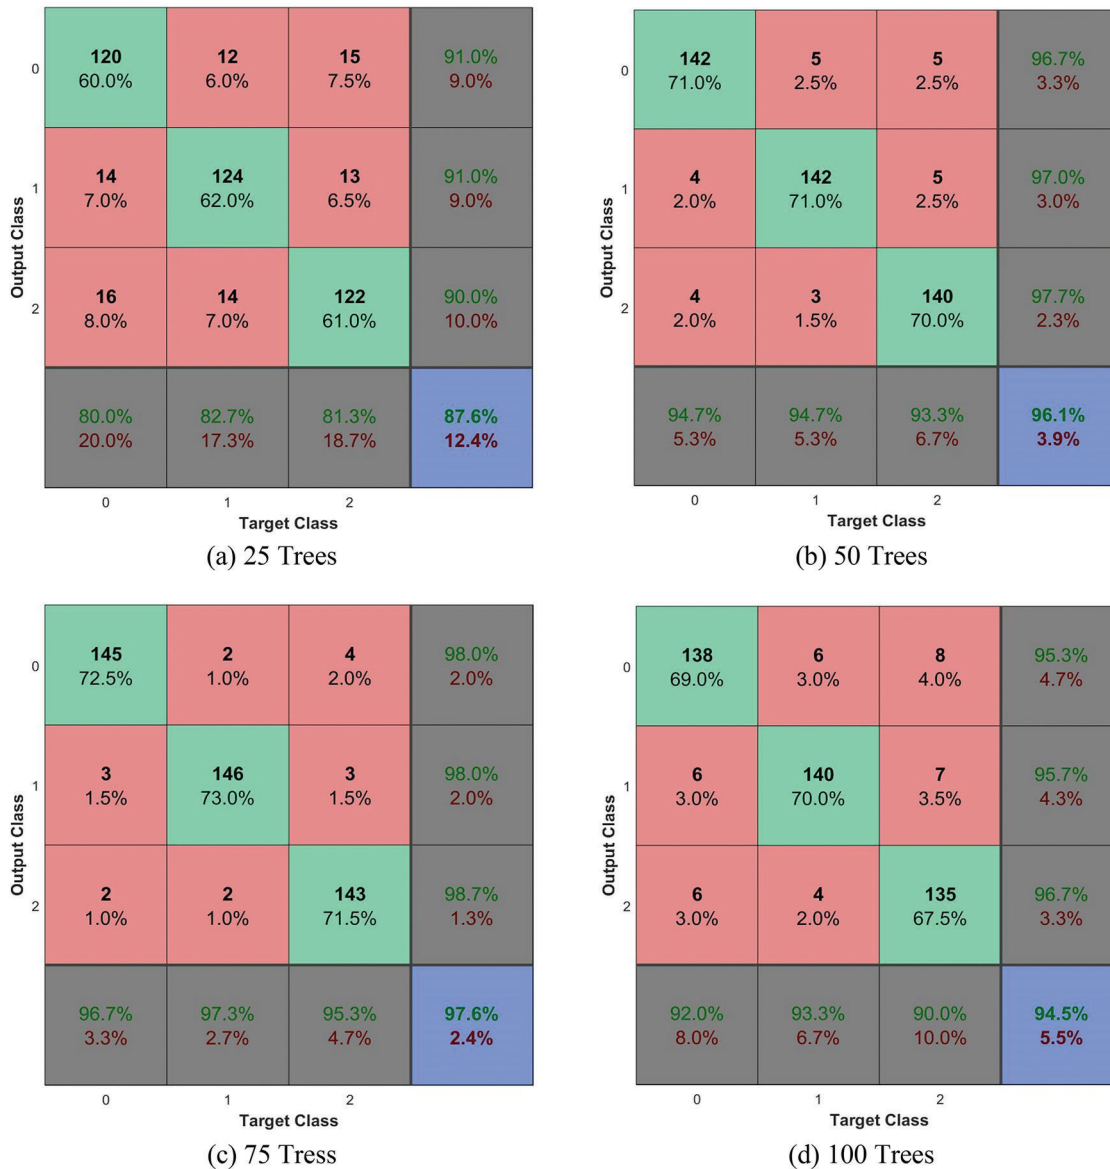 0
120 12 15 91.0%
60.0% 6.0% 7.5% 9.0%
1
14 124 13 91.0%
7.0% 62.0% 6.5% 9.0%
2
16 14 122 90.0%
8.0% 7.0% 61.0% 10.0%
80.0% 82.7% 81.3% 87.6%
20.0% 17.3% 18.7% 12.4%
0 1 2
Output Class
Target Class
(a) 25 Trees
0
142 5 5 96.7%
71.0% 2.5% 2.5% 3.3%
1
4 142 5 97.0%
2.0% 71.0% 2.5% 3.0%
2
4 3 140 97.7%
2.0% 1.5% 70.0% 2.3%
94.7% 94.7% 93.3% 96.1%
5.3% 5.3% 6.7% 3.9%
0 1 2
Output Class
Target Class
(b) 50 Trees
0
145 2 4 98.0%
72.5% 1.0% 2.0% 2.0%
1
3 146 3 98.0%
1.5% 73.0% 1.5% 2.0%
2
2 2 143 98.7%
1.0% 1.0% 71.5% 1.3%
96.7% 97.3% 95.3% 97.6%
3.3% 2.7% 4.7% 2.4%
0 1 2
Output Class
Target Class
(c) 75 Tress
0
138 6 8 95.3%
69.0% 3.0% 4.0% 4.7%
1
6 140 7 95.7%
3.0% 70.0% 3.5% 4.3%
2
6 4 135 96.7%
3.0% 2.0% 67.5% 3.3%
92.0% 93.3% 90.0% 94.5%
8.0% 6.7% 10.0% 5.5%
0 1 2
Output Class
Target Class
(d) 100 Trees